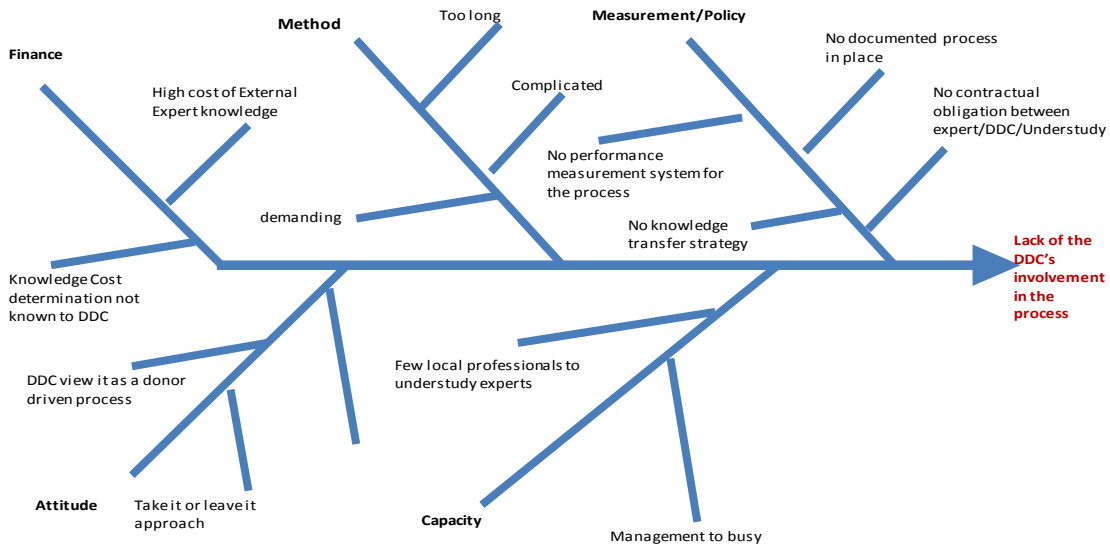 Finance
High cost of External
Expert knowledge
Knowledge Cost
determination not
known to DDC
Method
Too long
Complicated
demanding
Measurement/Policy
No documented process
in place
No contractual
obligation between
expert/DDC/Understudy
No performance
measurement system for
the process
No knowledge
transfer strategy
Lack of the
DDC's
involvement
in the
process
DDC view it as a donor
driven process
Attitude
Take it or leave it
approach
Few local professionals to
understudy experts
Capacity
Management to busy